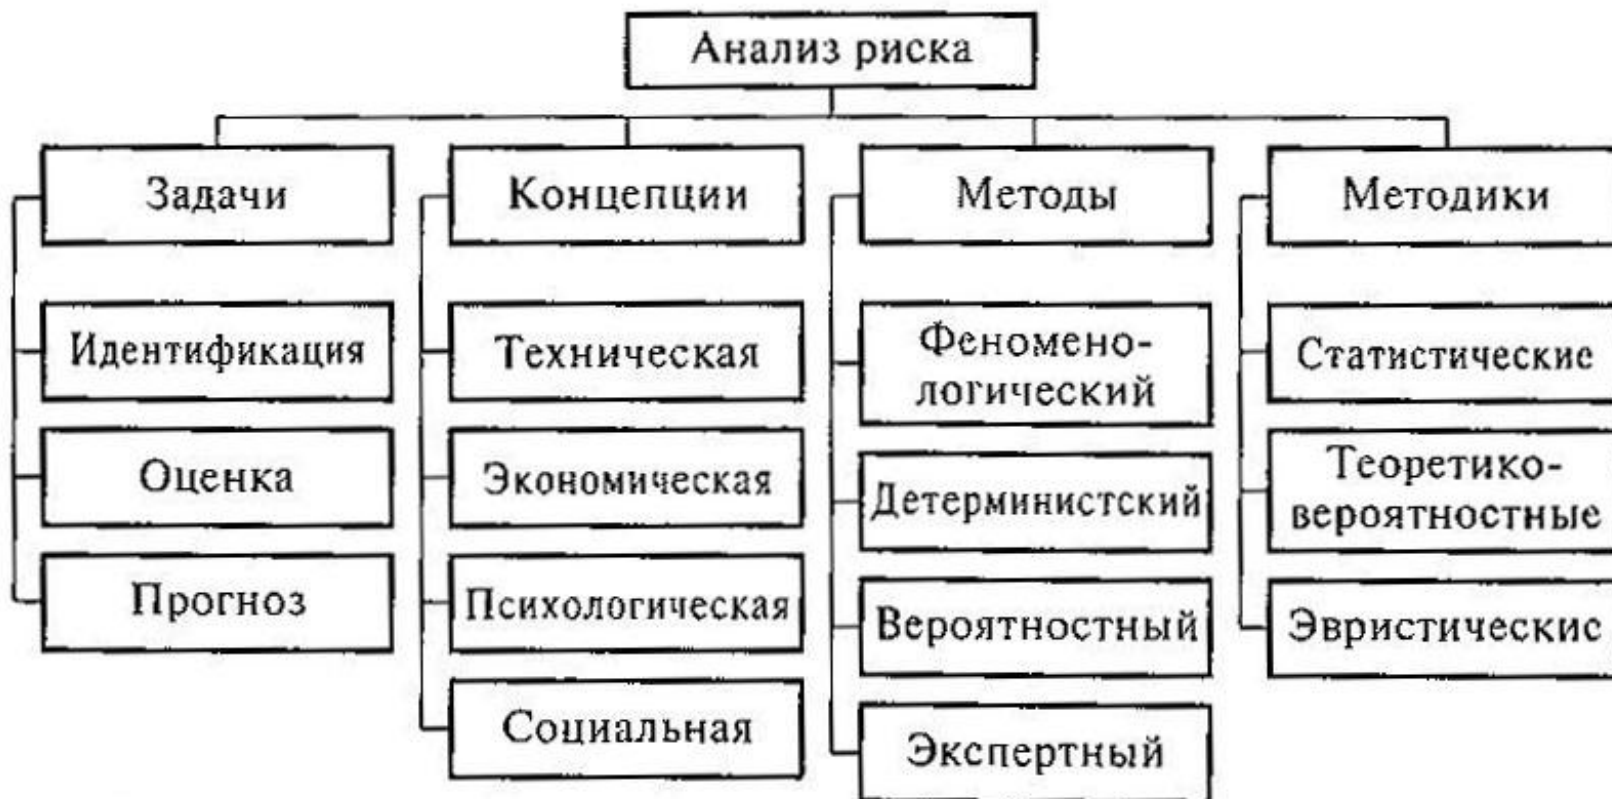 Анализ риска
Задачи
Идентификация
Оценка
Прогноз
Концепции
Техническая
Экономическая
Психологическая
Социальная
Методы
Феномено-
логический
Детерминистский
Вероятностный
Экспертный
Методики
Статистические
Теоретико-
вероятностные
Эвристические